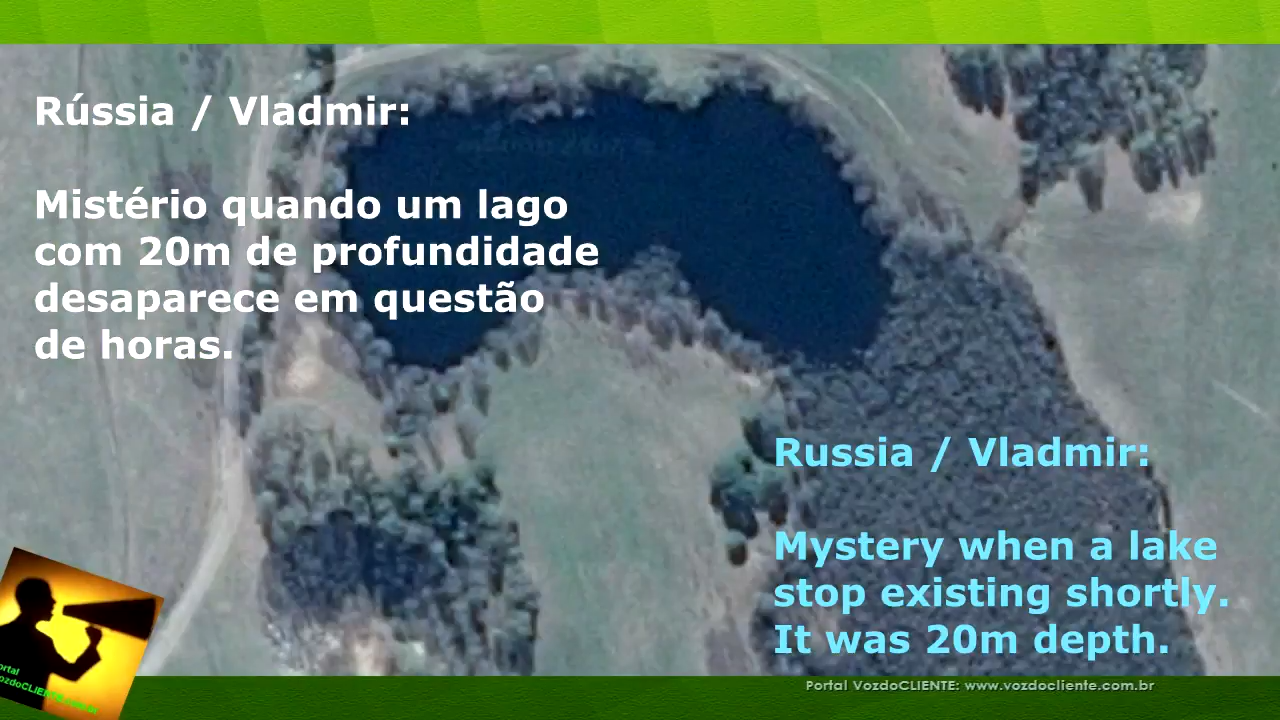 Rússia / Vladmir:
Mistério quando um lago
com 20m de profundidade
desaparece em questão
de horas.
Russia / Vladmir:
Mystery when a lake
stop existing shortly.
It was 20m depth.
Portal VozdoCLIENTE: www.vozdocliente.com.br